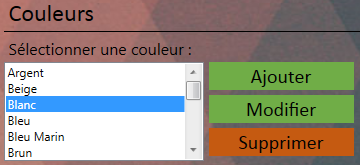 Couleurs
Sélectionner une couleur :
Argent
Beige
Blanc
Bleu
Bleu Marin
Brun
Ajouter
Modifier
Supprimer